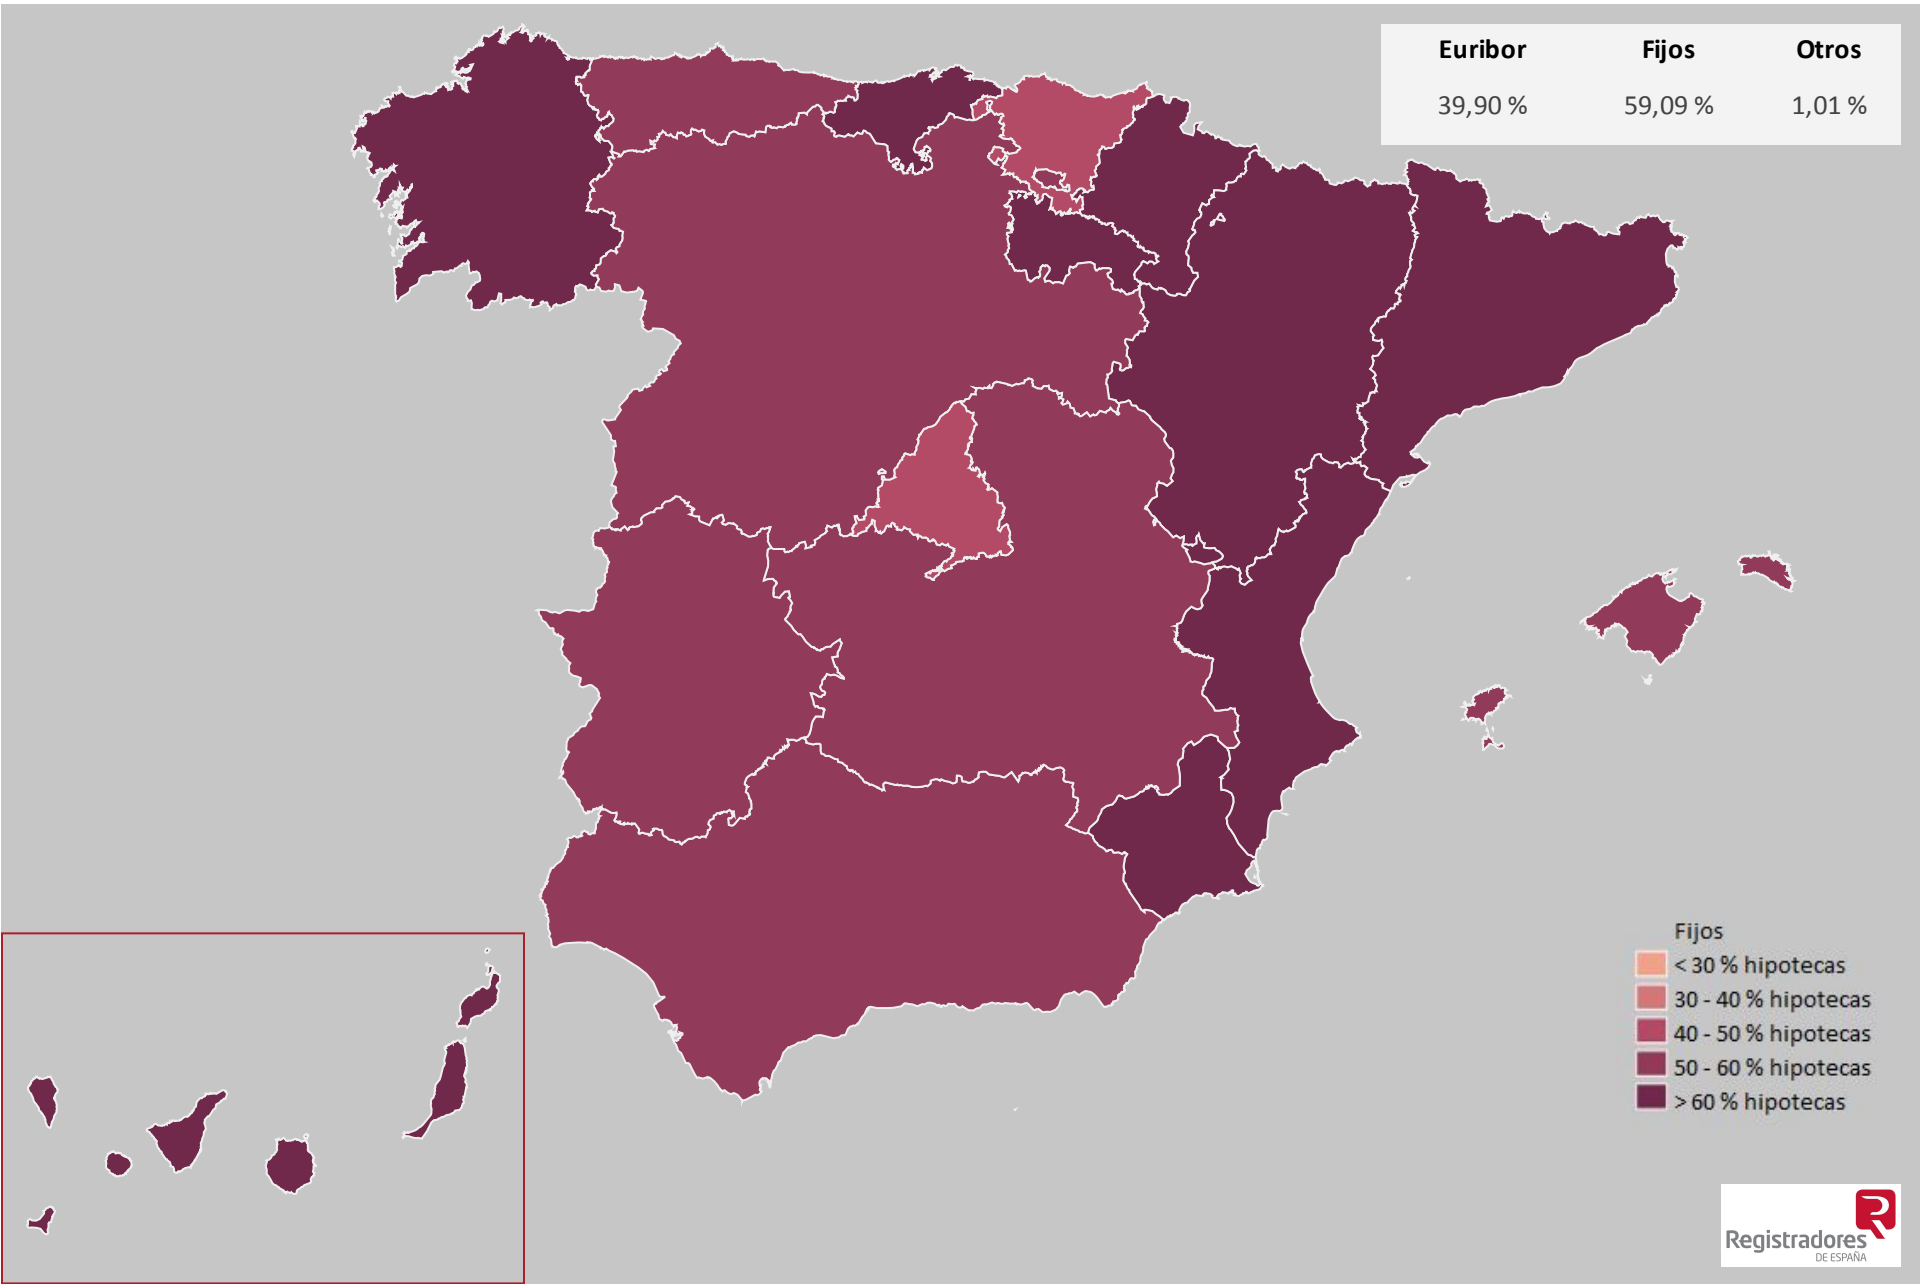 Euribor Fijos Otros
39,90 % 59,09 % 1,01 %
Fijos
< 30 % hipotecas
30 - 40 % hipotecas
40 - 50 % hipotecas
50 - 60 % hipotecas
> 60 % hipotecas
Registradores
DE ESPAÑA